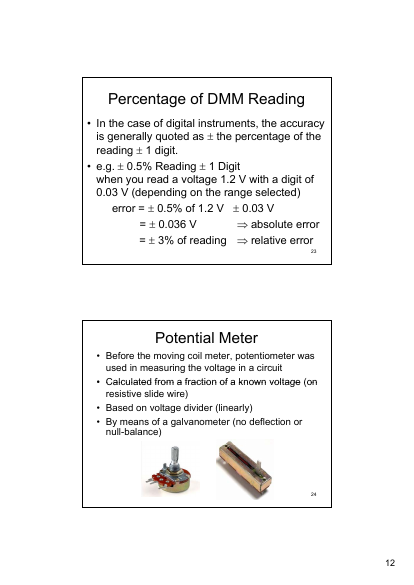 Percentage of DMM Reading
• In the case of digital instruments, the accuracy
is generally quoted as ± the percentage of the
reading ± 1 digit.
• e.g. ± 0.5% Reading ± 1 Digit
when you read a voltage 1.2 V with a digit of
0.03 V (depending on the range selected)
error = ± 0.5% of 1.2 V ± 0.03 V
= ± 0.036 V ⇒ absolute error
= ± 3% of reading ⇒ relative error
23
Potential Meter
• Before the moving coil meter, potentiometer was
used in measuring the voltage in a circuit
• Calculated from a fraction of a known voltage (on
resistive slide wire)
• Based on voltage divider (linearly)
• By means of a galvanometer (no deflection or
null-balance)
24
12